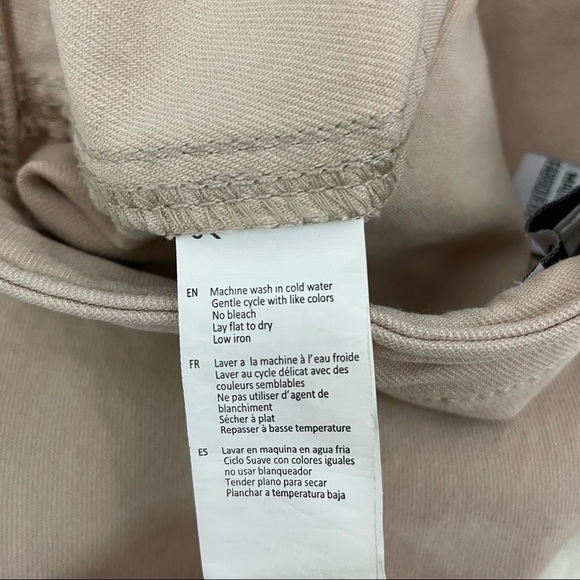 EN Machine wash in cold water
Gentle cycle with like colors
No bleach
Lay flat to dry
Low iron
FR Laver a la machine à l'eau froide
Laver au cycle délicat avec des
couleurs semblables
Ne pas utiliser d'agent de
blanchiment
Sécher à plat
Repasser à basse temperature
ES Lavar en maquina en agua fria
Ciclo Suave con colores iguales
no usar blanqueador
Tender plano para secar
Planchar a temperatura baja